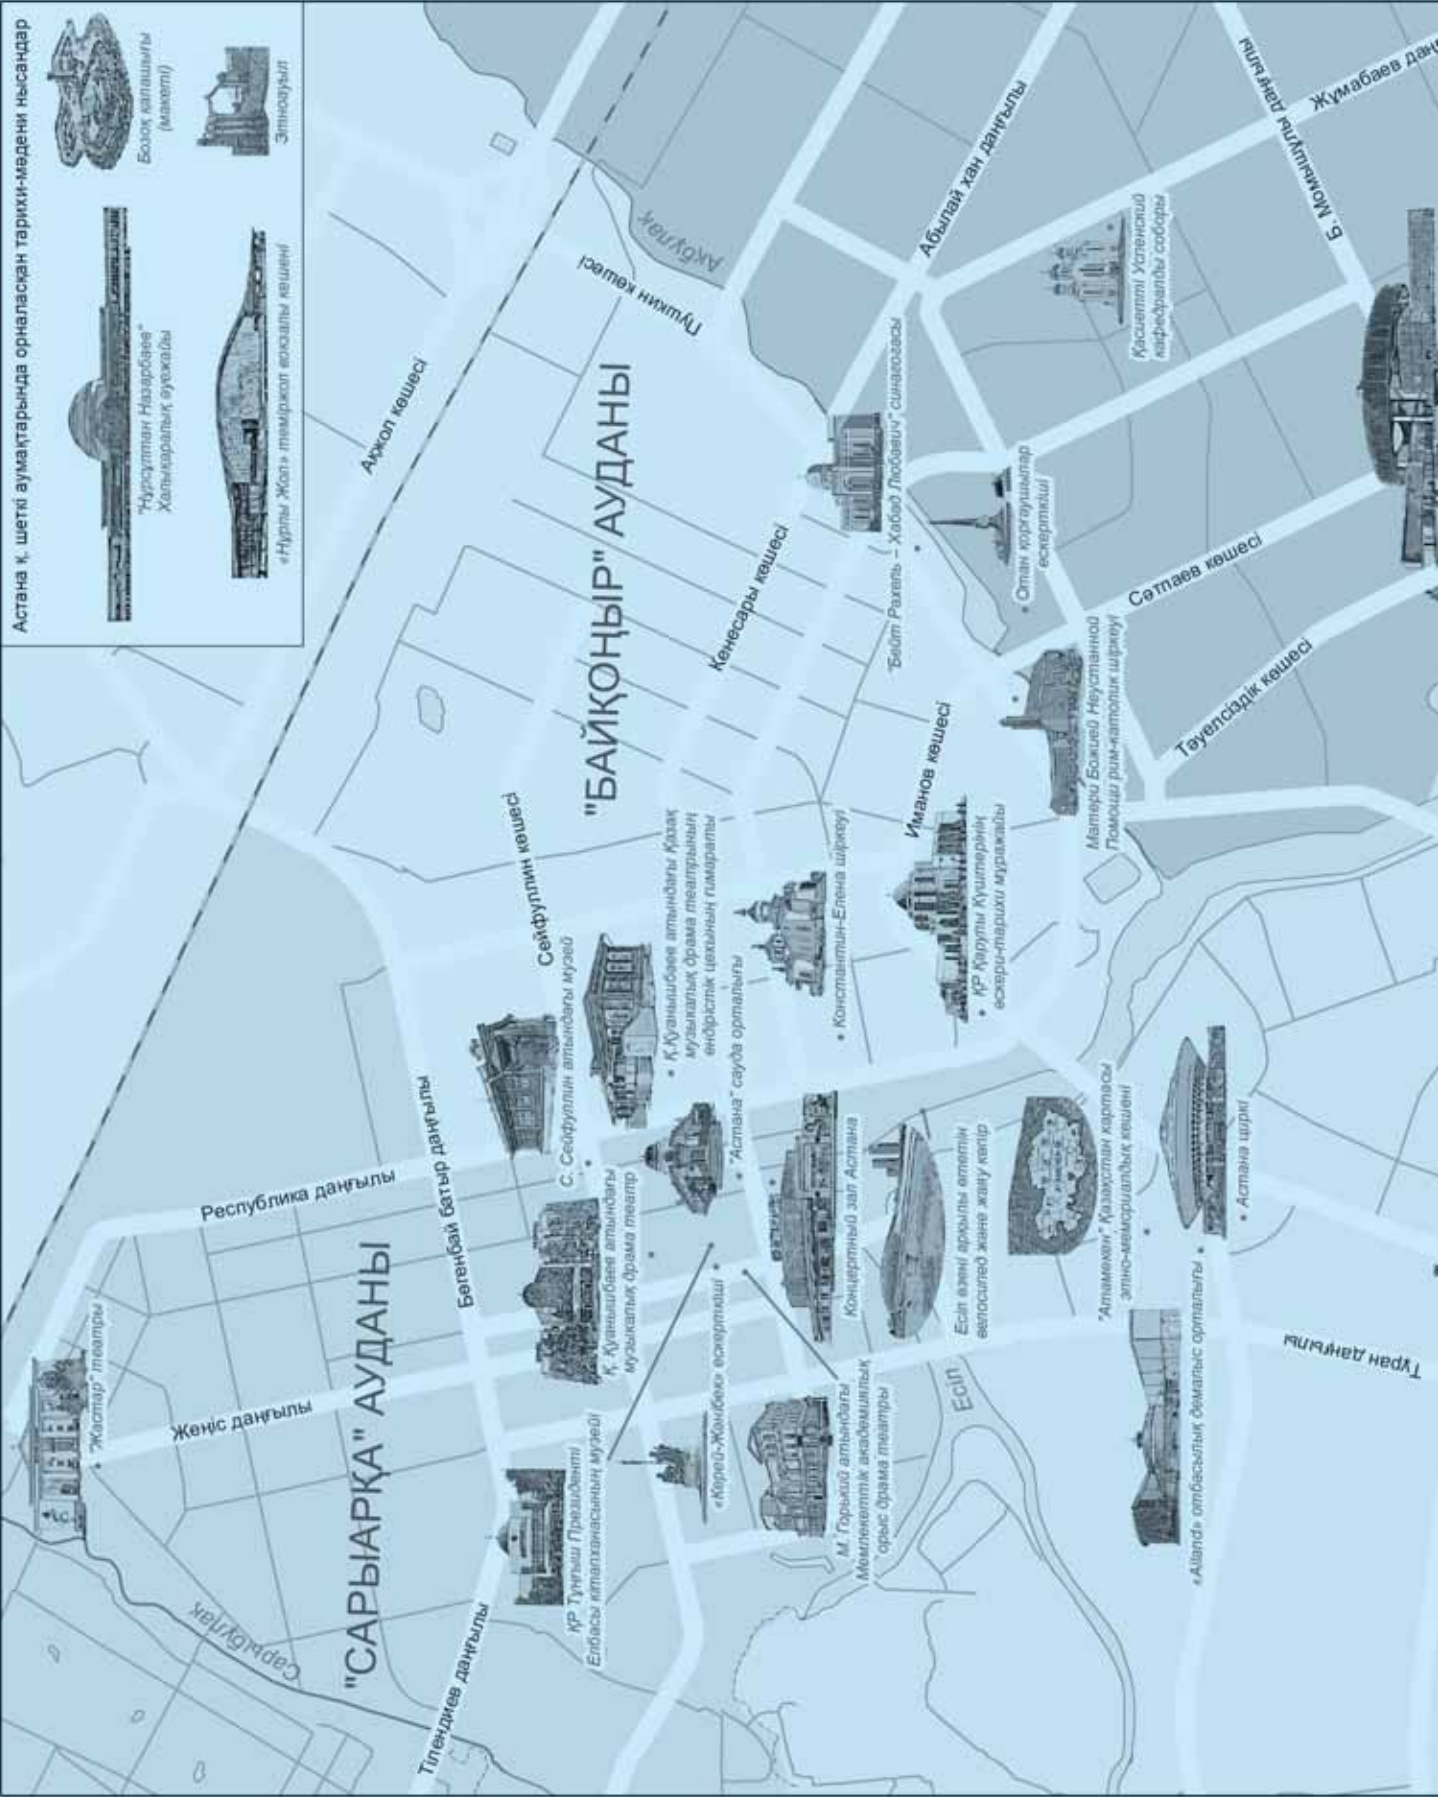 Астана қ. шеткі аумақтарында орналасқан тарихи-мәдени нысандар
"Нұрсұлтан Назарбаев"
Халықаралық әуежайы
Бозоқ қалашығы
(макеті)
«Нұрлы Жол» теміржол вокзалы кешені
Этноауыл
"Жастар" театры
Республика даңғылы
Жеңіс даңғылы
Сарыбұлақ
"САРЫАРҚА" АУДАНЫ
Тілендиев даңғылы
Бөгенбай батыр даңғылы
Ақжол көшесі
Пушкин көшесі
Ақбұлақ
"БАЙҚОҢЫР" АУДАНЫ
Сейфуллин көшесі
С. Сейфуллин атындағы музей
Қ. Қуанышбаев атындағы
музыкалық драма театр
ҚР Тұңғыш Президенті
Елбасы кітапханасының музейі
Қ.Қуанышбаев атындағы Қазақ
музыкалық драма театрының
өндірістік цехының ғимараты
"Астана" сауда орталығы
«Керей-Жәнібек» ескерткіші
Кенесары көшесі
Константин-Елена шіркеуі
Концертный зал Астана
М. Горький атындағы
Мемлекеттік академиялық
орыс драма театры
"Бейт Рахель – Хабад Любавич" синагогасы
Абылай хан даңғылы
Иманов көшесі
ҚР Қарулы Күштерінің
әскери-тарихи мұражайы
Есіл өзені арқылы өтетін
велосипед және жаяу көпір
Есіл
Отан қорғаушылар
ескерткіші
Қасиетті Успенский
кафедралды соборы
Матери Божией Неустанной
Помощи рим-католик шіркеуі
"Атамекен" Қазақстан картасы
этно-мемориалдық кешені
Сәтпаев көшесі
Тәуелсіздік көшесі
«Ailand» отбасылық демалыс орталығы
Астана циркі
Тұран даңғылы
Б. Момышұлы даңғылы
Жұмабаев даңғ